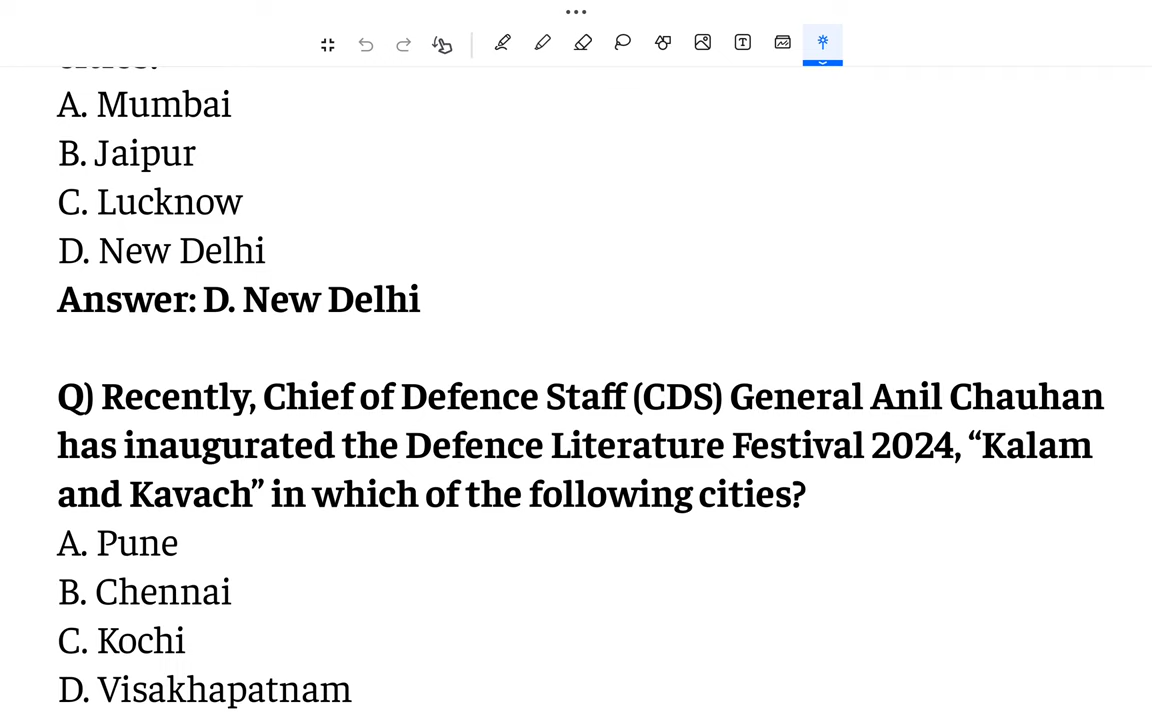 A. Mumbai
B. Jaipur
C. Lucknow
D. New Delhi
Answer: D. New Delhi
Q) Recently, Chief of Defence Staff (CDS) General Anil Chauhan
has inaugurated the Defence Literature Festival 2024, “Kalam
and Kavach” in which of the following cities?
A. Pune
B. Chennai
C. Kochi
D. Visakhapatnam